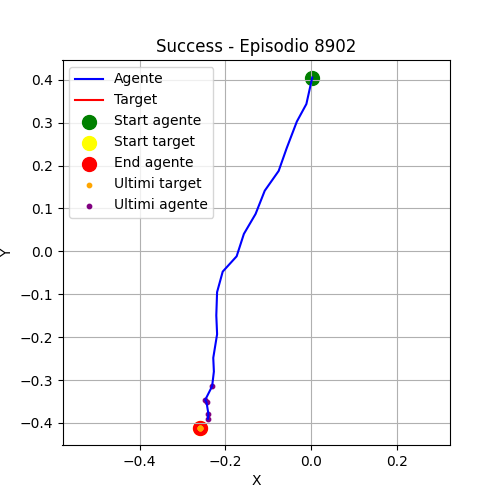 Success - Episodio 8902
Agente
Target
Start agente
Start target
End agente
Ultimi target
Ultimi agente
0.4
0.3
0.2
0.1
0.0
−0.1
−0.2
−0.3
−0.4
Y
−0.4
−0.2
0.0
0.2
X